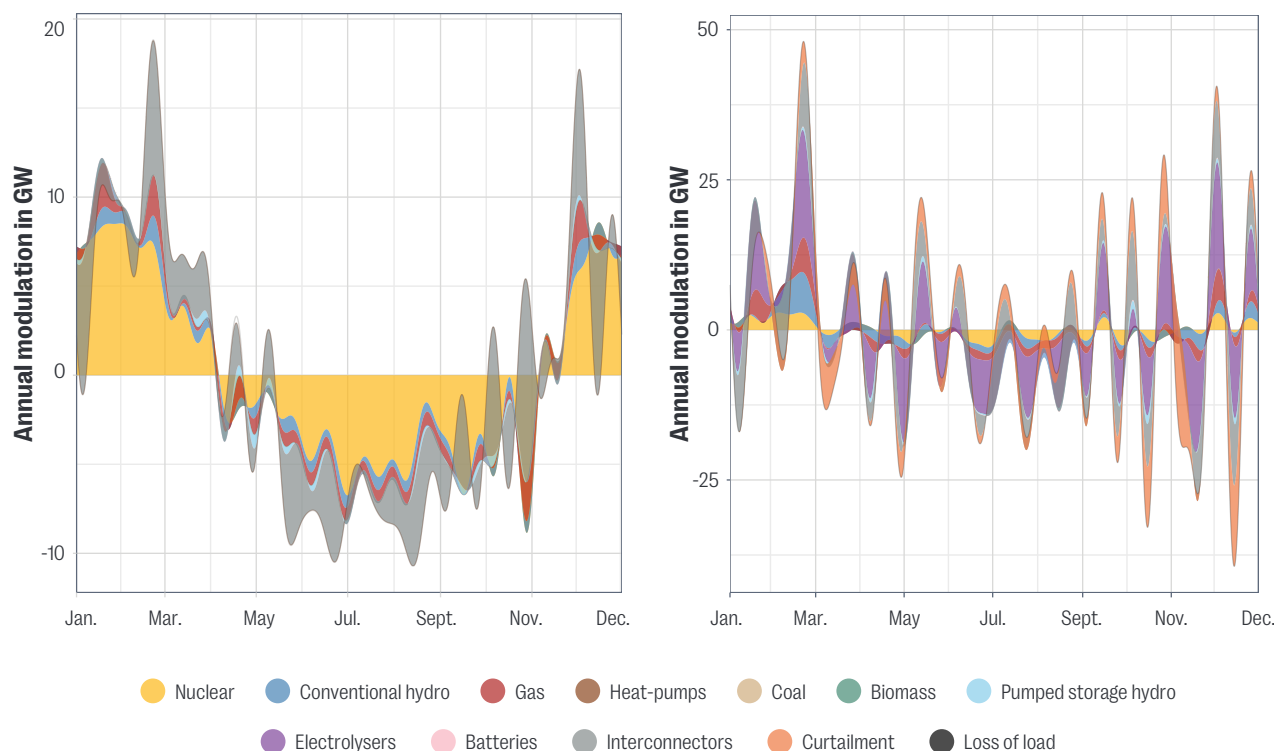 Annual modulation in GW
20
10
0
-10
Jan. Mar. May Jul. Sept. Nov. Dec.
Annual modulation in GW
50
25
0
-25
Jan. Mar. May Jul. Sept. Nov. Dec.
Nuclear Conventional hydro Gas Heat-pumps Coal Biomass Pumped storage hydro
Electrolysers Batteries Interconnectors Curtailment Loss of load